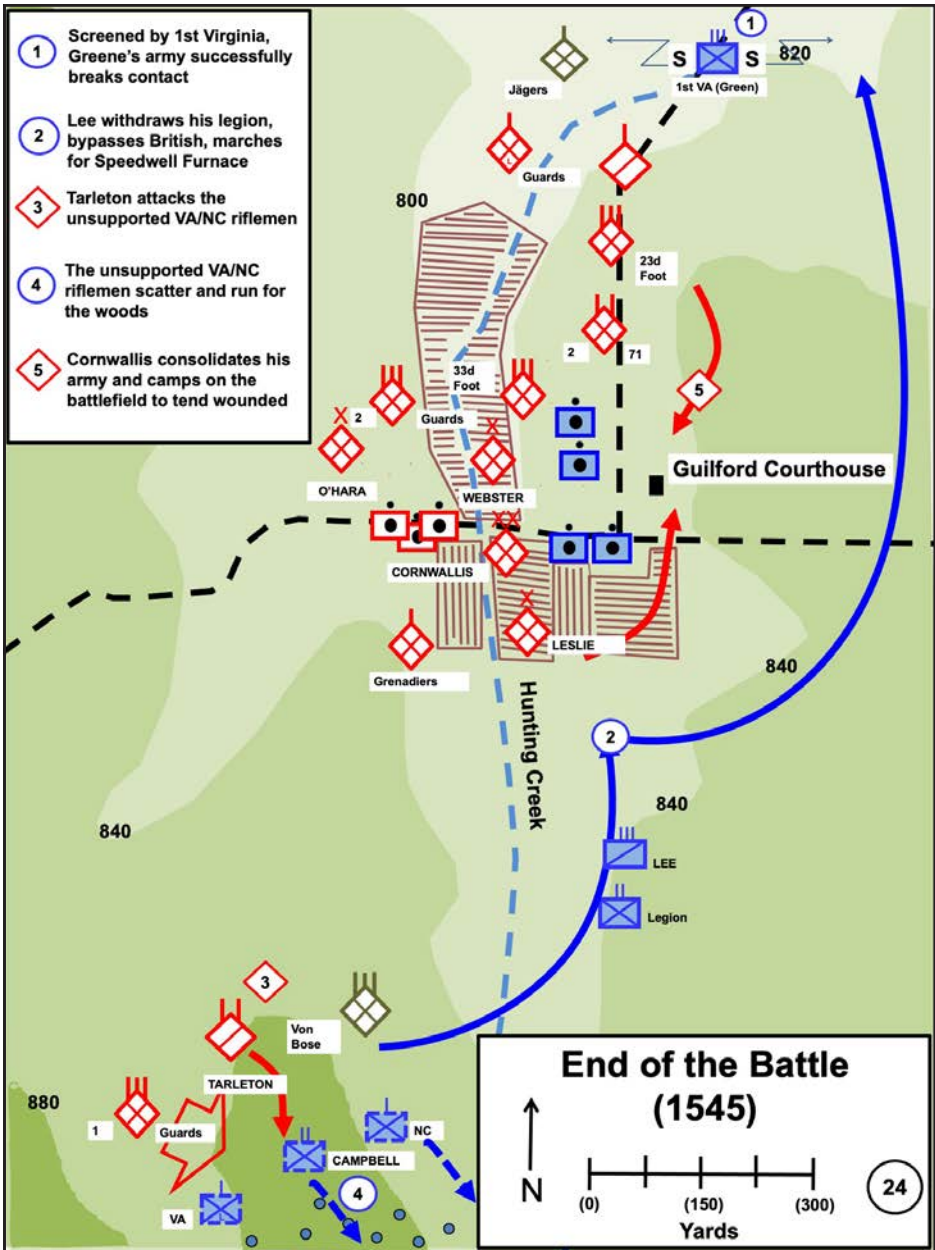 1
Screened by 1st Virginia,
Greene's army successfully
breaks contact
2
Lee withdraws his legion,
bypasses British, marches
for Speedwell Furnace
3
Tarleton attacks the
unsupported VA/NC riflemen
4
The unsupported VA/NC
riflemen scatter and run for
the woods
5
Cornwallis consolidates his
army and camps on the
battlefield to tend wounded
1
S S
820
1st VA (Green)
Jägers
L
Guards
800
23d
Foot
2 71
33d
Foot
5
2 Guards
O'HARA
WEBSTER
Guilford Courthouse
CORNWALLIS
LESLIE
Grenadiers
840
Hunting Creek
2
840
840
LEE
Legion
3
Von
Bose
TARLETON
880
1 Guards
NC
CAMPBELL
4
VA
End of the Battle
(1545)
N
(0) (150) (300)
Yards
24